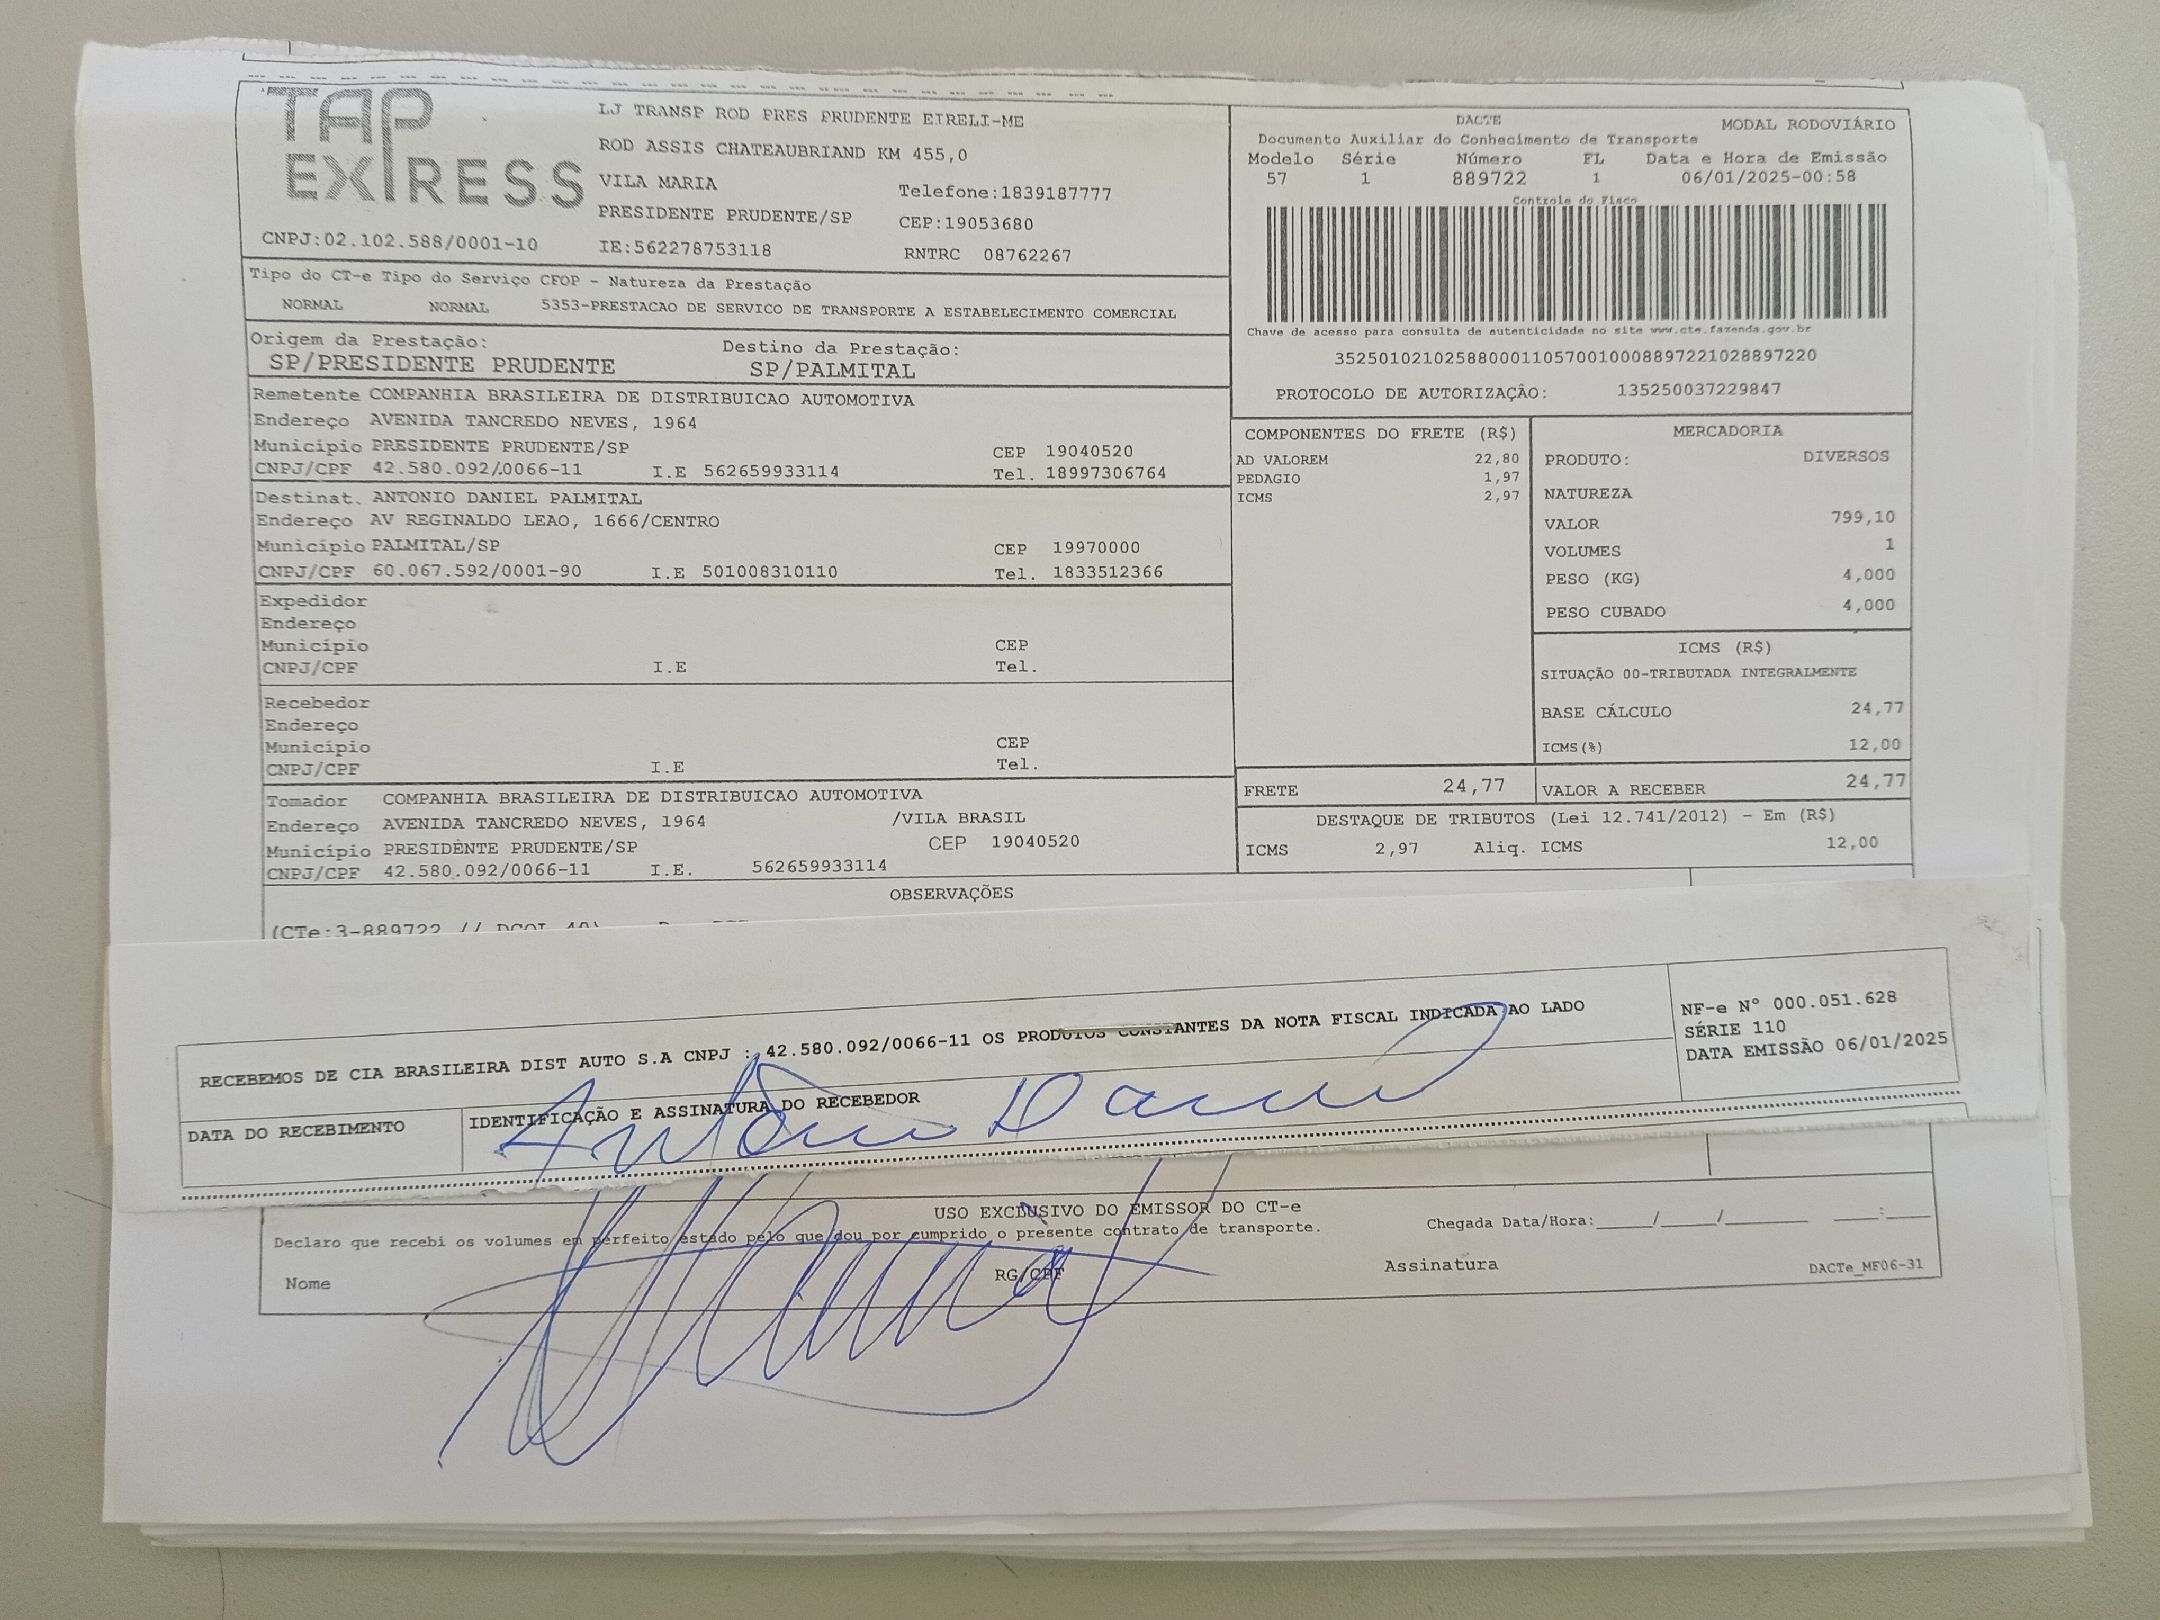 TAP
EXPRESS
CNPJ:02.102.588/0001-10
LJ TRANSP ROD PRES PRUDENTE EIRELI-ME
ROD ASSIS CHATEAUBRIAND KM 455,0
VILA MARIA Telefone:1839187777
PRESIDENTE PRUDENTE/SP CEP:19053680
IE:562278753118 RNTRC 08762267
DACTE MODAL RODOVIÁRIO
Documento Auxiliar do Conhecimento de Transporte
Modelo Série Número FL Data e Hora de Emissão
57 1 889722 1 06/01/2025-00:58
Controle do Fisco
Chave de acesso para consulta de autenticidade no site www.cte.fazenda.gov.br
35250102102588000110570010008897221028897220
PROTOCOLO DE AUTORIZAÇÃO: 135250037229847
Tipo do CT-e Tipo do Serviço CFOP - Natureza da Prestação
NORMAL NORMAL 5353-PRESTACAO DE SERVICO DE TRANSPORTE A ESTABELECIMENTO COMERCIAL
Origem da Prestação: Destino da Prestação:
SP/PRESIDENTE PRUDENTE SP/PALMITAL
Remetente COMPANHIA BRASILEIRA DE DISTRIBUICAO AUTOMOTIVA
Endereço AVENIDA TANCREDO NEVES, 1964
Município PRESIDENTE PRUDENTE/SP CEP 19040520
CNPJ/CPF 42.580.092/0066-11 I.E 562659933114 Tel. 18997306764
Destinat. ANTONIO DANIEL PALMITAL
Endereço AV REGINALDO LEAO, 1666/CENTRO
Município PALMITAL/SP CEP 19970000
CNPJ/CPF 60.067.592/0001-90 I.E 501008310110 Tel. 1833512366
Expedidor
Endereço
Município CEP
CNPJ/CPF I.E Tel.
Recebedor
Endereço
Município CEP
CNPJ/CPF I.E Tel.
Tomador COMPANHIA BRASILEIRA DE DISTRIBUICAO AUTOMOTIVA
Endereço AVENIDA TANCREDO NEVES, 1964 /VILA BRASIL
Município PRESIDENTE PRUDENTE/SP CEP 19040520
CNPJ/CPF 42.580.092/0066-11 I.E. 562659933114
COMPONENTES DO FRETE (R$)
AD VALOREM 22,80
PEDAGIO 1,97
ICMS 2,97
MERCADORIA
PRODUTO: DIVERSOS
NATUREZA
VALOR 799,10
VOLUMES 1
PESO (KG) 4,000
PESO CUBADO 4,000
ICMS (R$)
SITUAÇÃO 00-TRIBUTADA INTEGRALMENTE
BASE CÁLCULO 24,77
ICMS(%) 12,00
FRETE 24,77 VALOR A RECEBER 24,77
DESTAQUE DE TRIBUTOS (Lei 12.741/2012) - Em (R$)
ICMS 2,97 Aliq. ICMS 12,00
OBSERVAÇÕES
(CTe:3-889722 //
RECEBEMOS DE CIA BRASILEIRA DIST AUTO S.A CNPJ : 42.580.092/0066-11 OS PRODUTOS CONSTANTES DA NOTA FISCAL INDICADA AO LADO
NF-e N° 000.051.628
SÉRIE 110
DATA EMISSÃO 06/01/2025
DATA DO RECEBIMENTO IDENTIFICAÇÃO E ASSINATURA DO RECEBEDOR
Antônio Daniel
USO EXCLUSIVO DO EMISSOR DO CT-e
Declaro que recebi os volumes em perfeito estado pelo que dou por cumprido o presente contrato de transporte. Chegada Data/Hora:____/____/______ ____:____
Nome RG/CPF Assinatura DACTe_MF06-31